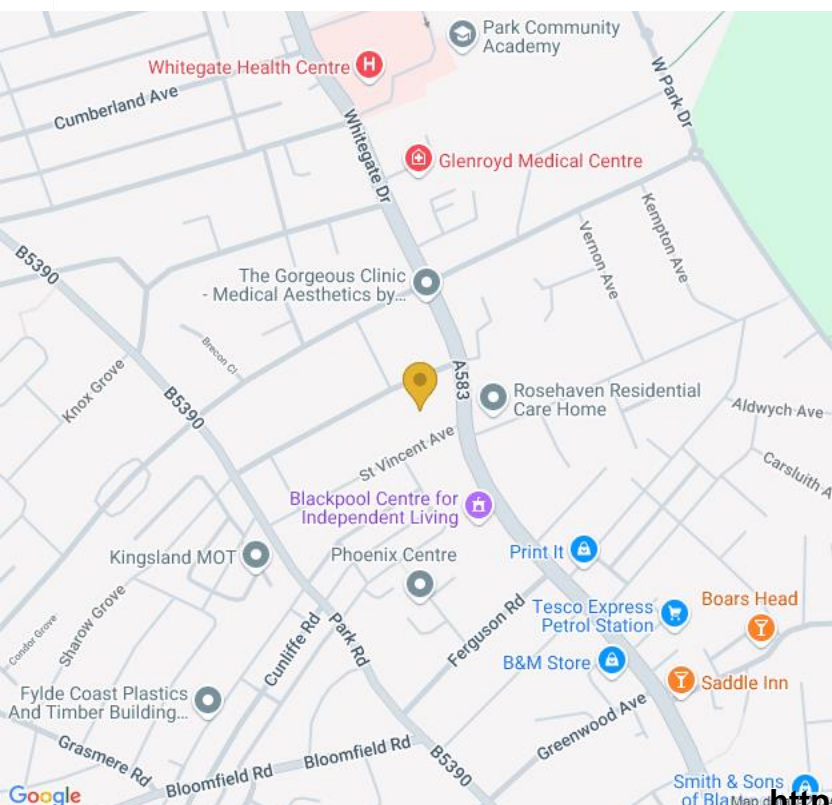 Park Community
Academy
Whitegate Health Centre
H
Cumberland Ave
W Park Dr
Whitegate Dr
Glenroyd Medical Centre
Kempton Ave
Vernon Ave
B5390
The Gorgeous Clinic
- Medical Aesthetics by...
Brecon Cl
Knox Grove
A583
B5390
Rosehaven Residential
Care Home
Aldwych Ave
St Vincent Ave
Carsluith A
Blackpool Centre for
Independent Living
Print It
Kingsland MOT
Phoenix Centre
Boars Head
Tesco Express
Petrol Station
Condor Grove
Sharow Grove
Cunliffe Rd
Park Rd
Ferguson Rd
B&M Store
Saddle Inn
Fylde Coast Plastics
And Timber Building...
Greenwood Ave
Grasmere Rd
Bloomfield Rd
Bloomfield Rd
B5390
Smith & Sons
of Bla
Google
Map d
http